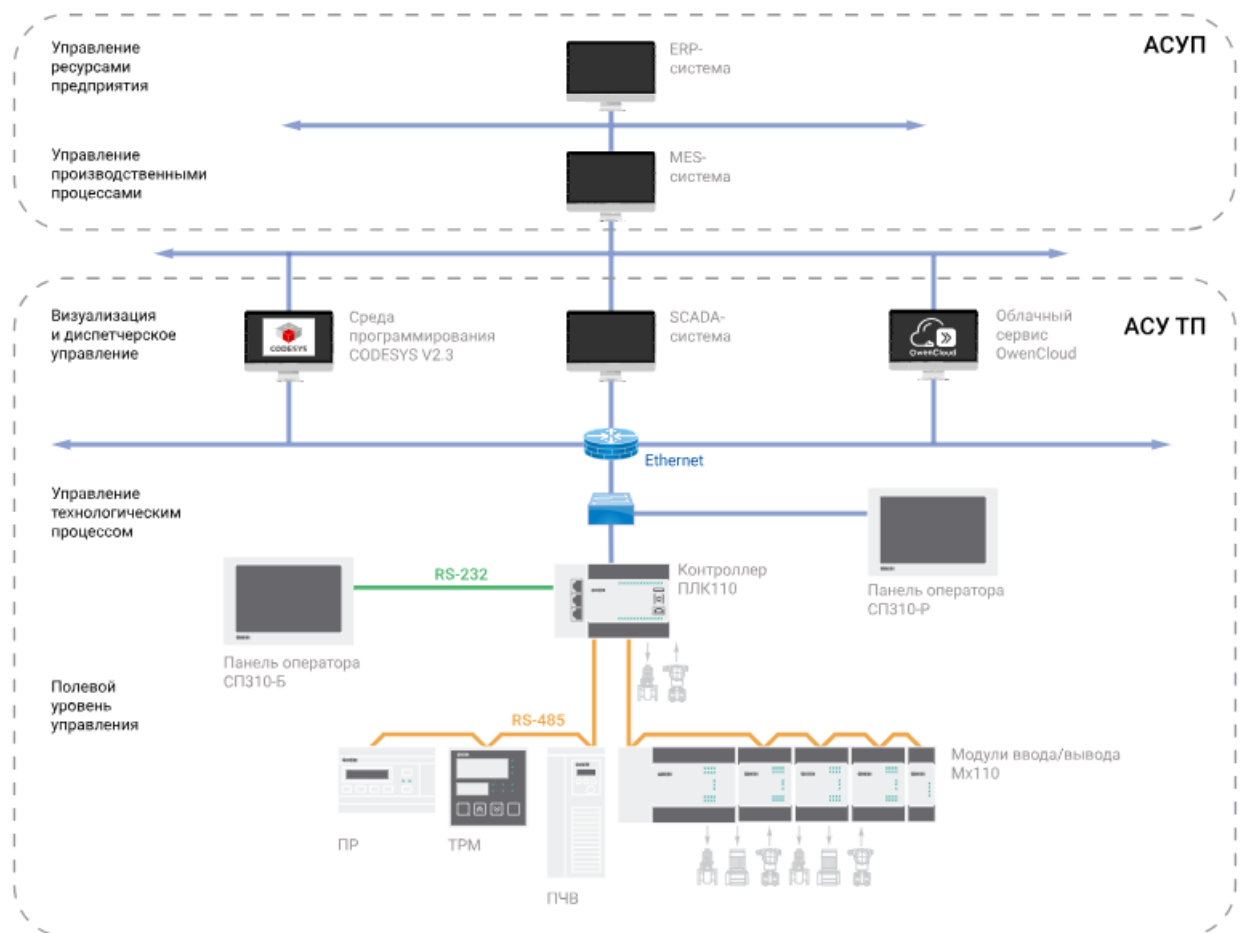 Управление
ресурсами
предприятия
ERP-
система
АСУП
Управление
производственными
процессами
MES-
система
Визуализация
и диспетчерское
управление
CODESYS
Среда
программирования
CODESYS V2.3
SCADA-
система
OwenCloud
Облачный
сервис
OwenCloud
АСУ ТП
Ethernet
Управление
технологическим
процессом
RS-232
Контроллер
ПЛК110
Панель оператора
СП310-Р
Панель оператора
СП310-Б
Полевой
уровень
управления
RS-485
Модули ввода/вывода
Мх110
ПР
ТРМ
ПЧВ